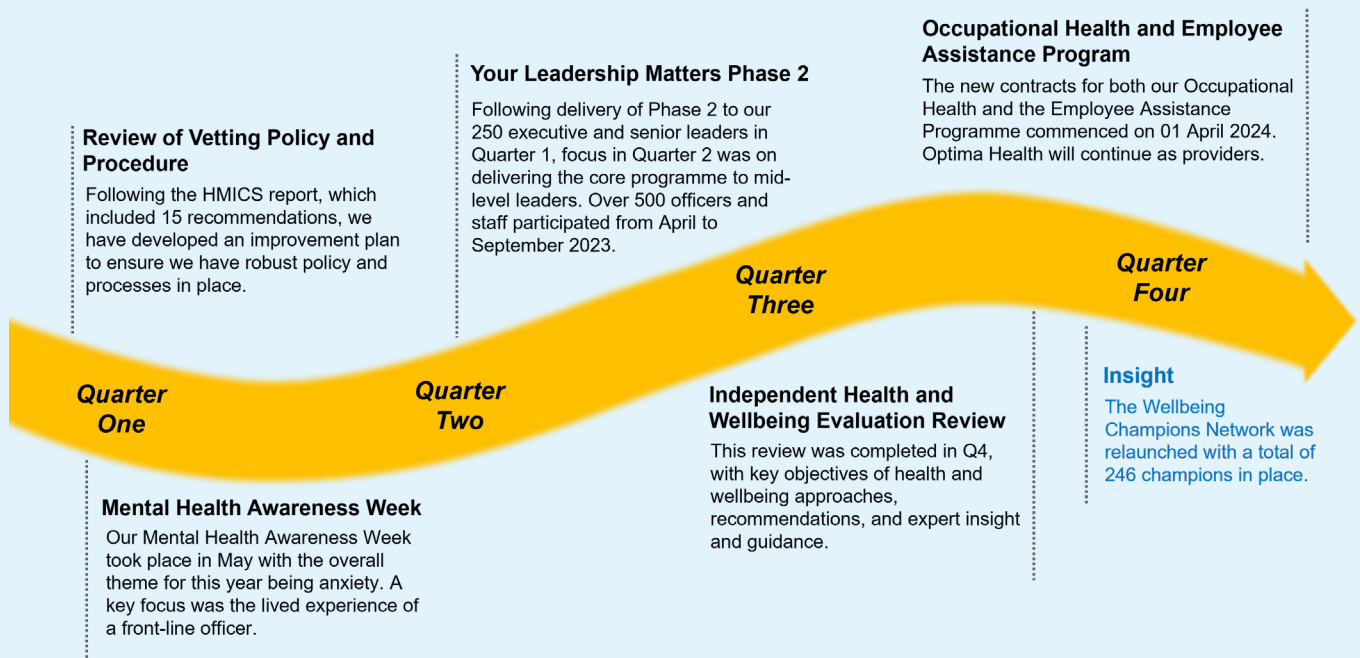 Review of Vetting Policy and
Procedure
Following the HMICS report, which
included 15 recommendations, we
have developed an improvement plan
to ensure we have robust policy and
processes in place.
Your Leadership Matters Phase 2
Following delivery of Phase 2 to our
250 executive and senior leaders in
Quarter 1, focus in Quarter 2 was on
delivering the core programme to mid-
level leaders. Over 500 officers and
staff participated from April to
September 2023.
Occupational Health and Employee
Assistance Program
The new contracts for both our Occupational
Health and the Employee Assistance
Programme commenced on 01 April 2024.
Optima Health will continue as providers.
Quarter
One
Quarter
Two
Quarter
Three
Quarter
Four
Mental Health Awareness Week
Our Mental Health Awareness Week
took place in May with the overall
theme for this year being anxiety. A
key focus was the lived experience of
a front-line officer.
Independent Health and
Wellbeing Evaluation Review
This review was completed in Q4,
with key objectives of health and
wellbeing approaches,
recommendations, and expert insight
and guidance.
Insight
The Wellbeing
Champions Network was
relaunched with a total of
246 champions in place.